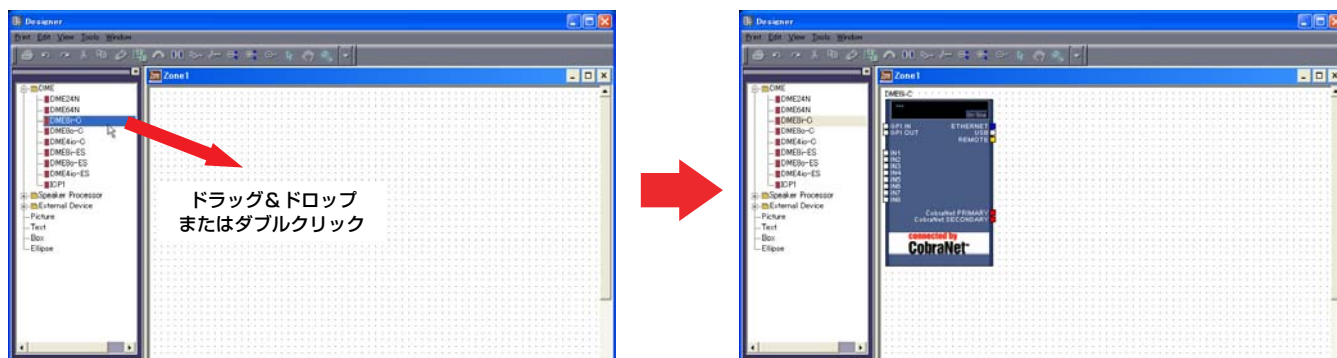 Designer
Print Edit View Tools Window
Zone1
DME
DME24N
DME64N
DME8i-C
DME8o-C
DME4io-C
DME8i-ES
DME8o-ES
DME4io-ES
ICP1
Speaker Processor
External Device
Picture
Text
Box
Ellipse
ドラッグ&ドロップ
またはダブルクリック
Designer
Print Edit View Tools Window
Zone1
DME
DME24N
DME64N
DME8i-C
DME8o-C
DME4io-C
DME8i-ES
DME8o-ES
DME4io-ES
ICP1
Speaker Processor
External Device
Picture
Text
Box
Ellipse
DME8i-C
GPI IN
GPI OUT
ETHERNET
USB
REMOTE
IN1
IN2
IN3
IN4
IN5
IN6
IN7
IN8
CobraNet PRIMARY
CobraNet SECONDARY
connected by
CobraNet